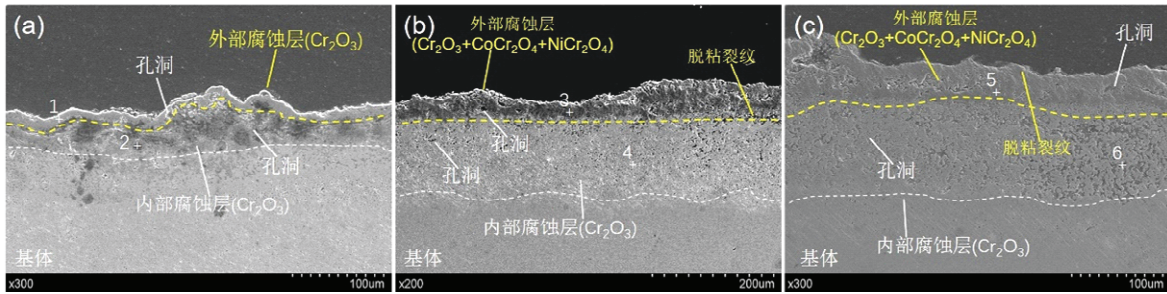 (a)
外部腐蚀层(Cr₂O₃)
孔洞
1
2
孔洞
内部腐蚀层(Cr₂O₃)
基体
x300
100um
(b)
外部腐蚀层
(Cr₂O₃+CoCr₂O₄+NiCr₂O₄)
脱粘裂纹
3
孔洞
孔洞
4
内部腐蚀层(Cr₂O₃)
基体
x200
200um
(c)
外部腐蚀层
(Cr₂O₃+CoCr₂O₄+NiCr₂O₄)
孔洞
5
孔洞
脱粘裂纹
6
内部腐蚀层(Cr₂O₃)
基体
x300
100um